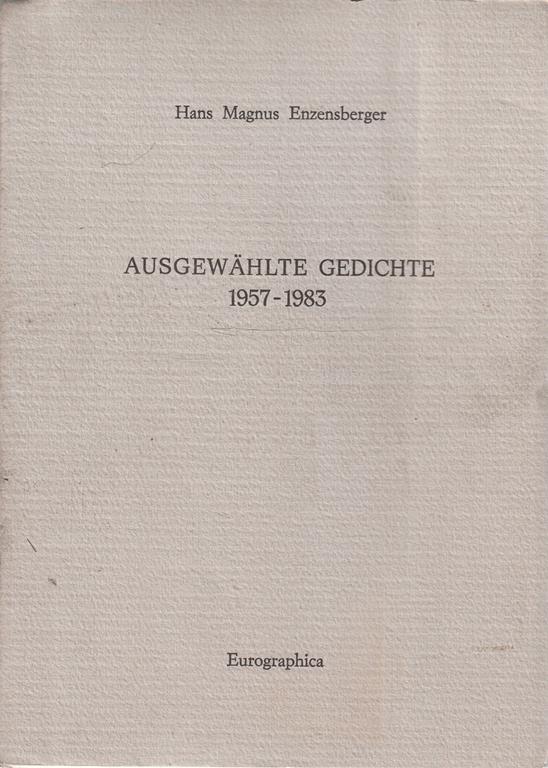 Hans Magnus Enzensberger
AUSGEWÄHLTE GEDICHTE
1957-1983
Eurographica